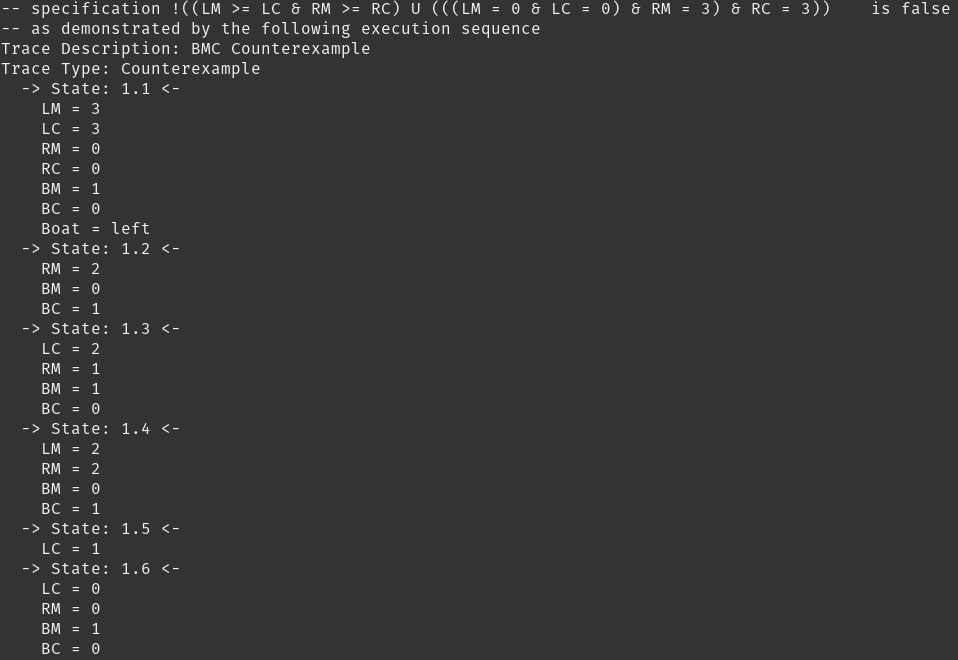 -- specification !((LM >= LC & RM >= RC) U (((LM = 0 & LC = 0) & RM = 3) & RC = 3))    is false
-- as demonstrated by the following execution sequence
Trace Description: BMC Counterexample
Trace Type: Counterexample
  -> State: 1.1 <-
    LM = 3
    LC = 3
    RM = 0
    RC = 0
    BM = 1
    BC = 0
    Boat = left
  -> State: 1.2 <-
    RM = 2
    BM = 0
    BC = 1
  -> State: 1.3 <-
    LC = 2
    RM = 1
    BM = 1
    BC = 0
  -> State: 1.4 <-
    LM = 2
    RM = 2
    BM = 0
    BC = 1
  -> State: 1.5 <-
    LC = 1
  -> State: 1.6 <-
    LC = 0
    RM = 0
    BM = 1
    BC = 0